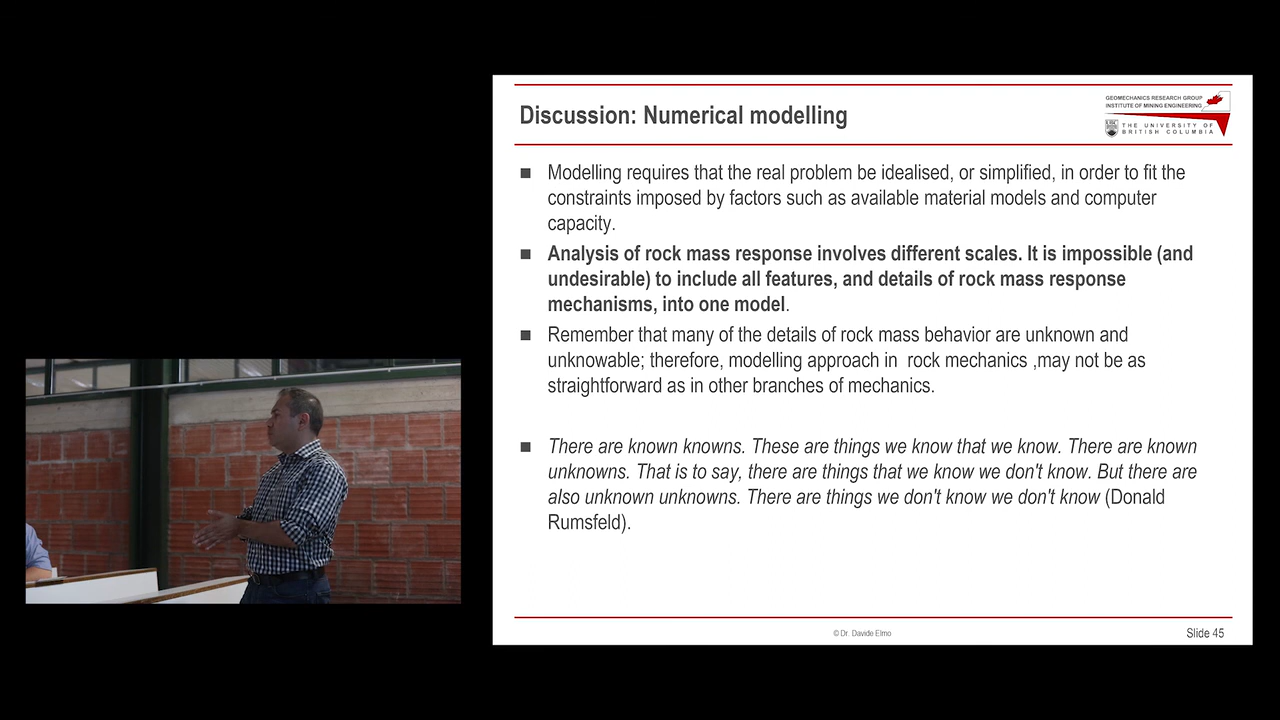 Discussion: Numerical modelling
GEOMECHANICS RESEARCH GROUP
INSTITUTE OF MINING ENGINEERING
THE UNIVERSITY OF
BRITISH COLUMBIA
Modelling requires that the real problem be idealised, or simplified, in order to fit the
constraints imposed by factors such as available material models and computer
capacity.
Analysis of rock mass response involves different scales. It is impossible (and
undesirable) to include all features, and details of rock mass response
mechanisms, into one model.
Remember that many of the details of rock mass behavior are unknown and
unknowable; therefore, modelling approach in  rock mechanics ,may not be as
straightforward as in other branches of mechanics.
There are known knowns. These are things we know that we know. There are known
unknowns. That is to say, there are things that we know we don't know. But there are
also unknown unknowns. There are things we don't know we don't know (Donald
Rumsfeld).
© Dr. Davide Elmo
Slide 45